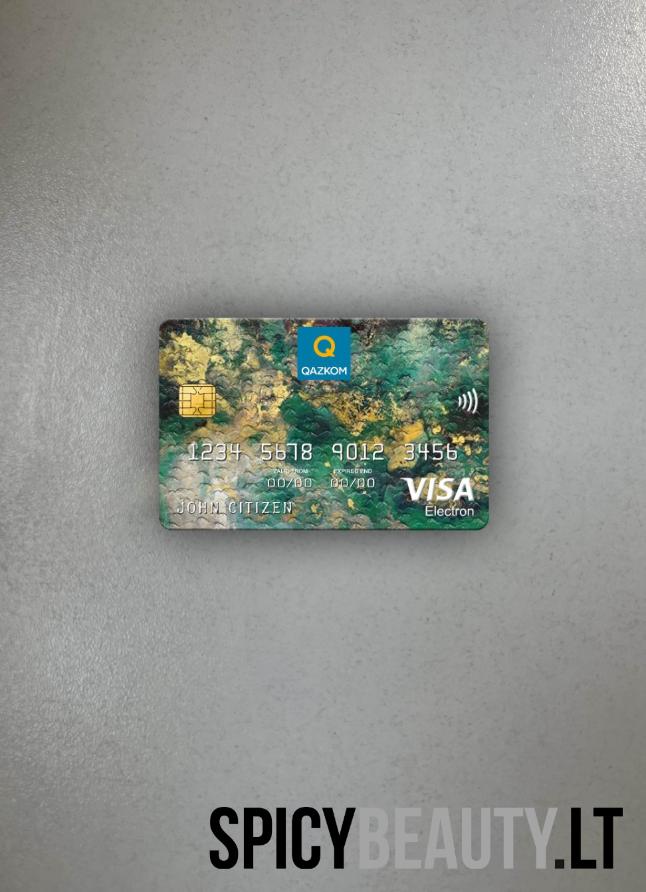 Q
QAZKOM
1234 5678 9012 3456
VALID FROM EXPIRES END
00/00 00/00
VISA
Electron
JOHN CITIZEN
SPICYBEAUTY.LT